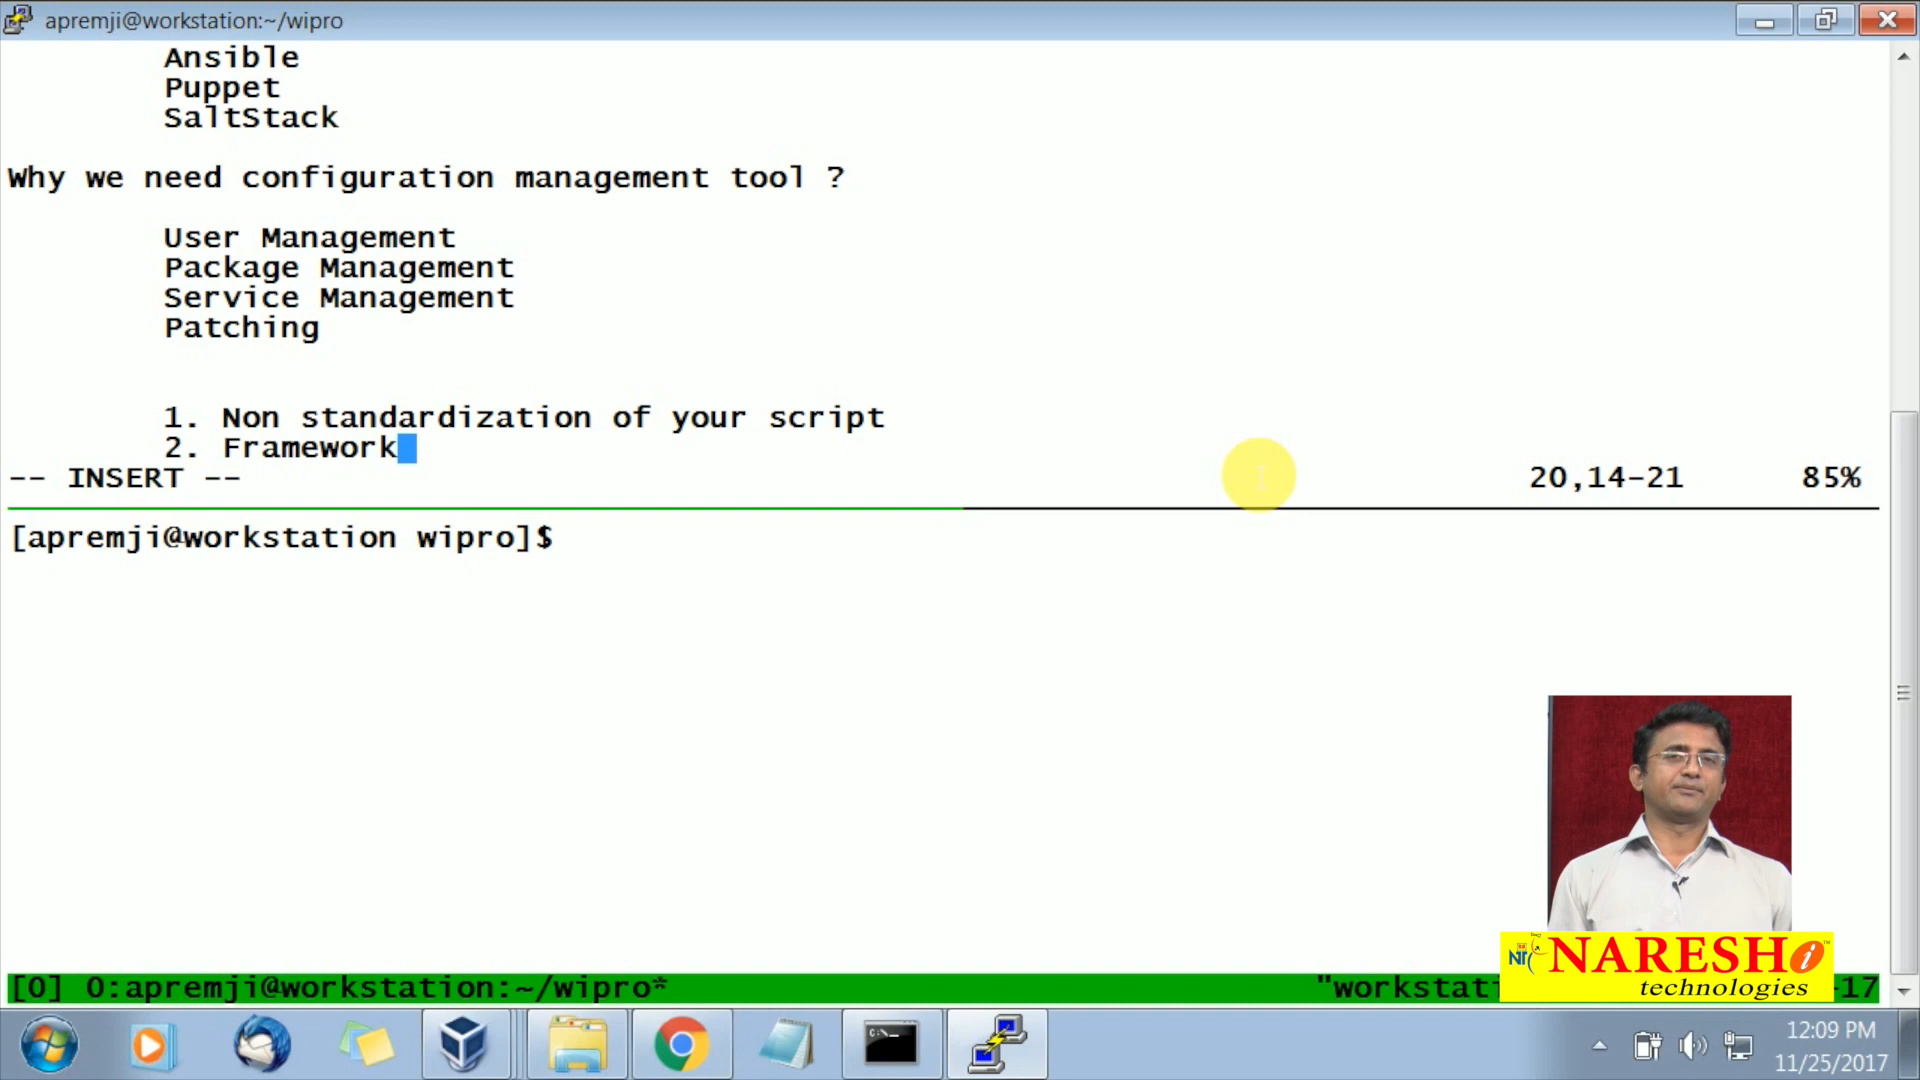 apremji@workstation:~/wipro
Ansible
Puppet
SaltStack
Why we need configuration management tool ?
User Management
Package Management
Service Management
Patching
1. Non standardization of your script
2. Framework
-- INSERT -- 20,14-21 85%
[apremji@workstation wipro]$
[0] 0:apremji@workstation:~/wipro* "workstat -17
NARESH i ™
technologies
12:09 PM
11/25/2017